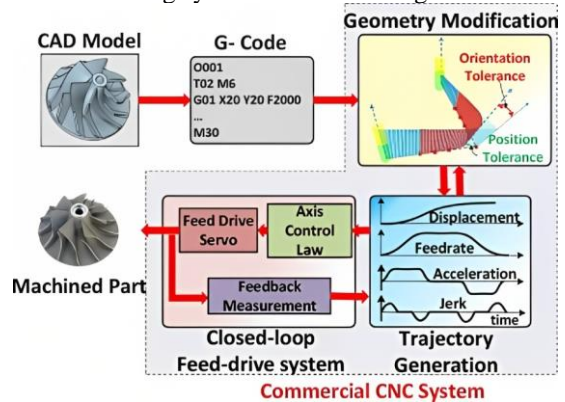 Geometry Modification
CAD Model
G- Code
O001
T02 M6
G01 X20 Y20 F2000
...
M30
Orientation
Tolerance
Position
Tolerance
Feed Drive
Servo
Axis
Control
Law
Feedback
Measurement
Machined Part
Displacement
Feedrate
Acceleration
Jerk
time
Closed-loop
Feed-drive system
Trajectory
Generation
Commercial CNC System